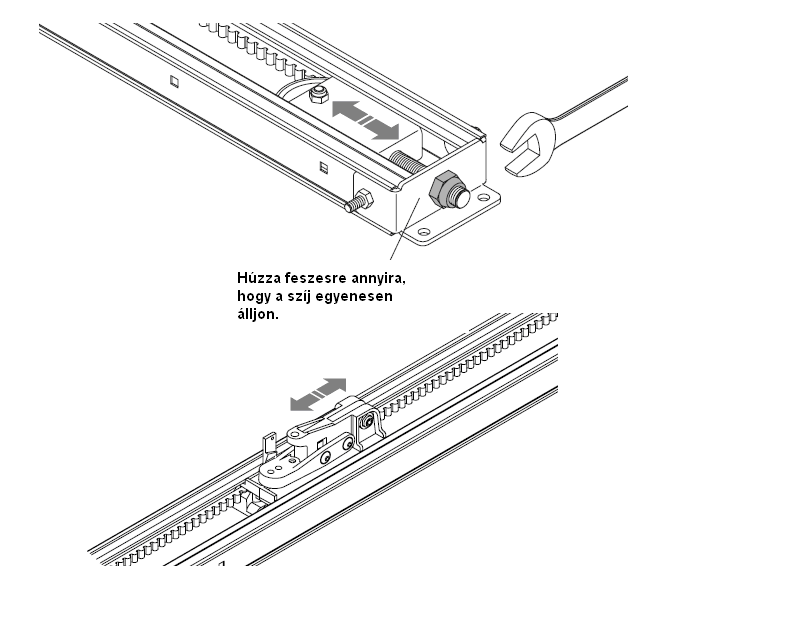 Húzza feszesre annyira,
hogy a szíj egyenesen
álljon.